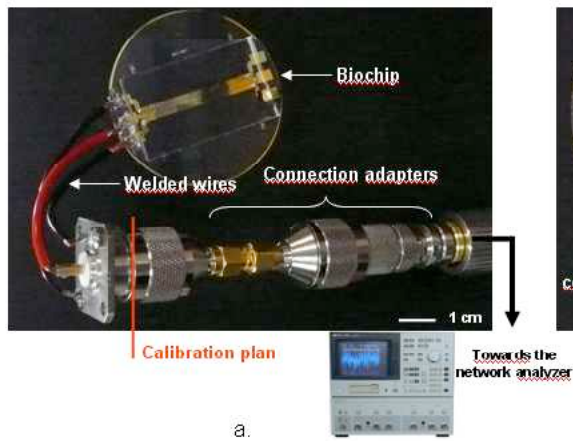 Biochip
Welded wires
Connection adapters
1 cm
C
Calibration plan
Towards the
network analyzer
a.